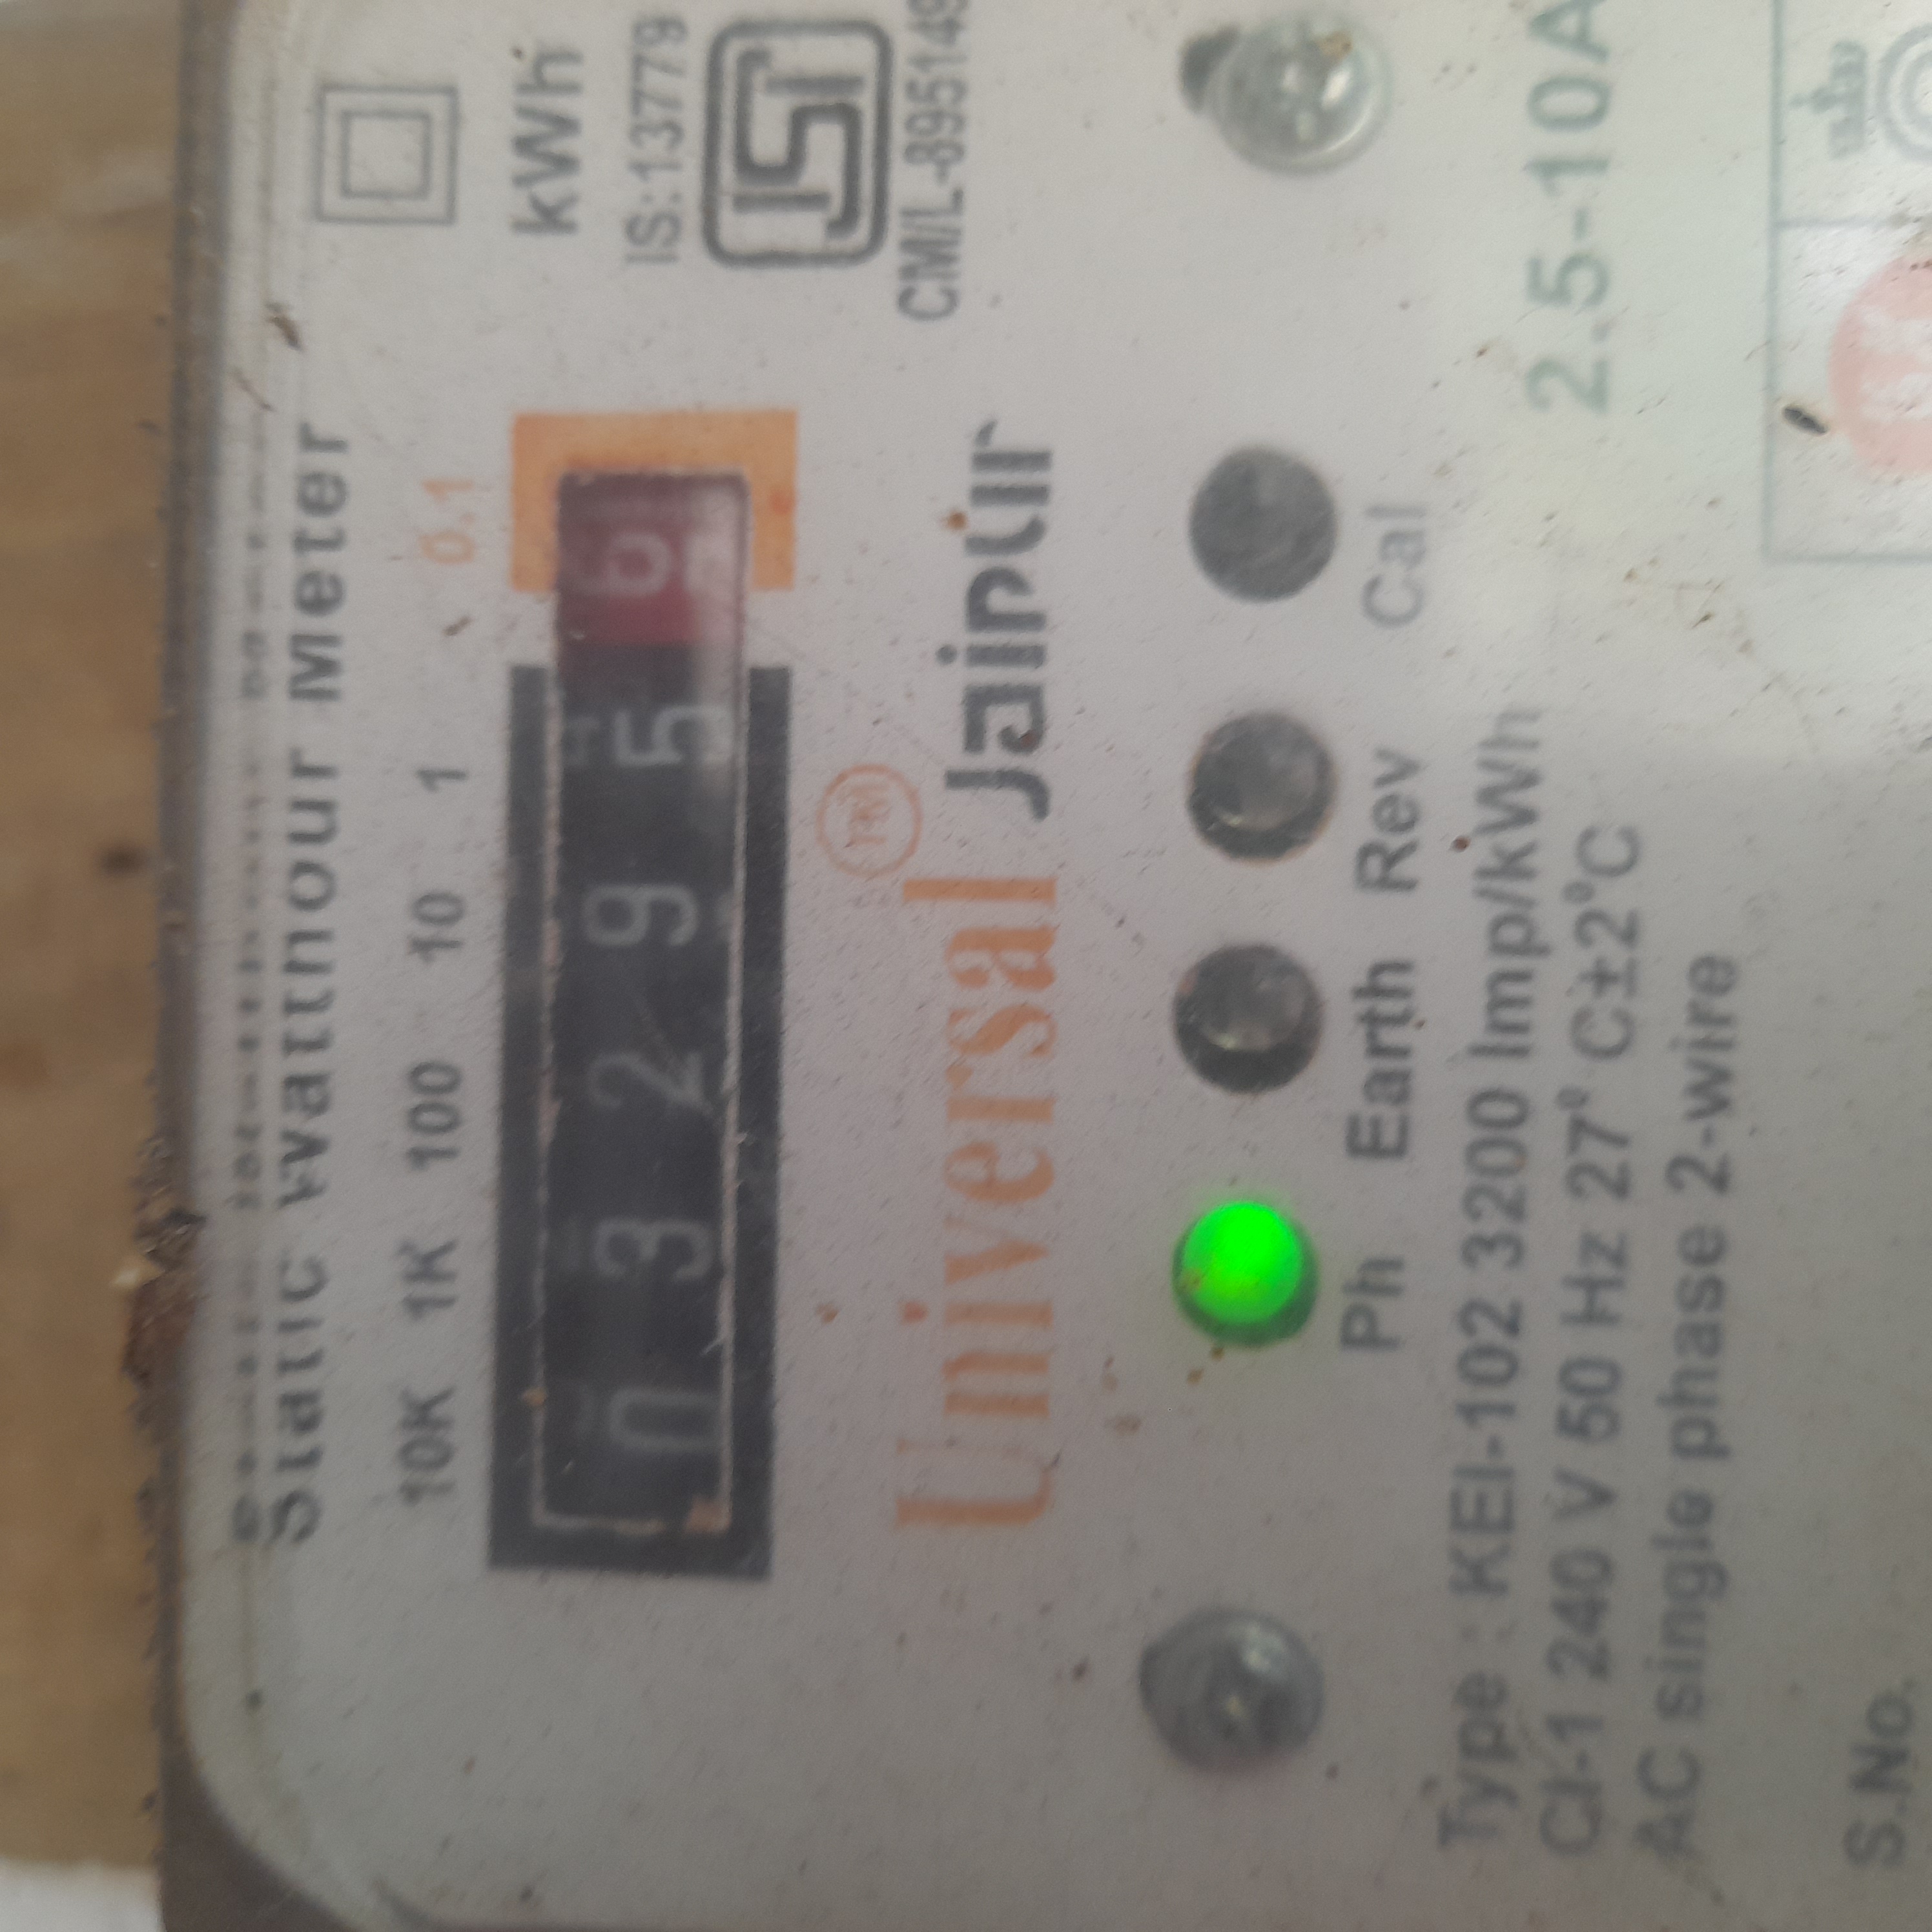 Static Watthour Meter
10K 1K 100 10 1 0.1
0 3 2 9 5 6
kWh
IS:13779
ISI
CM/L-895149
Universal Jaipur
Ph Earth Rev Cal
Type : KEI-102 3200 Imp/kWh
Cl-1 240 V 50 Hz 27° C±2°C
2.5-10A
AC single phase 2-wire
S.No.